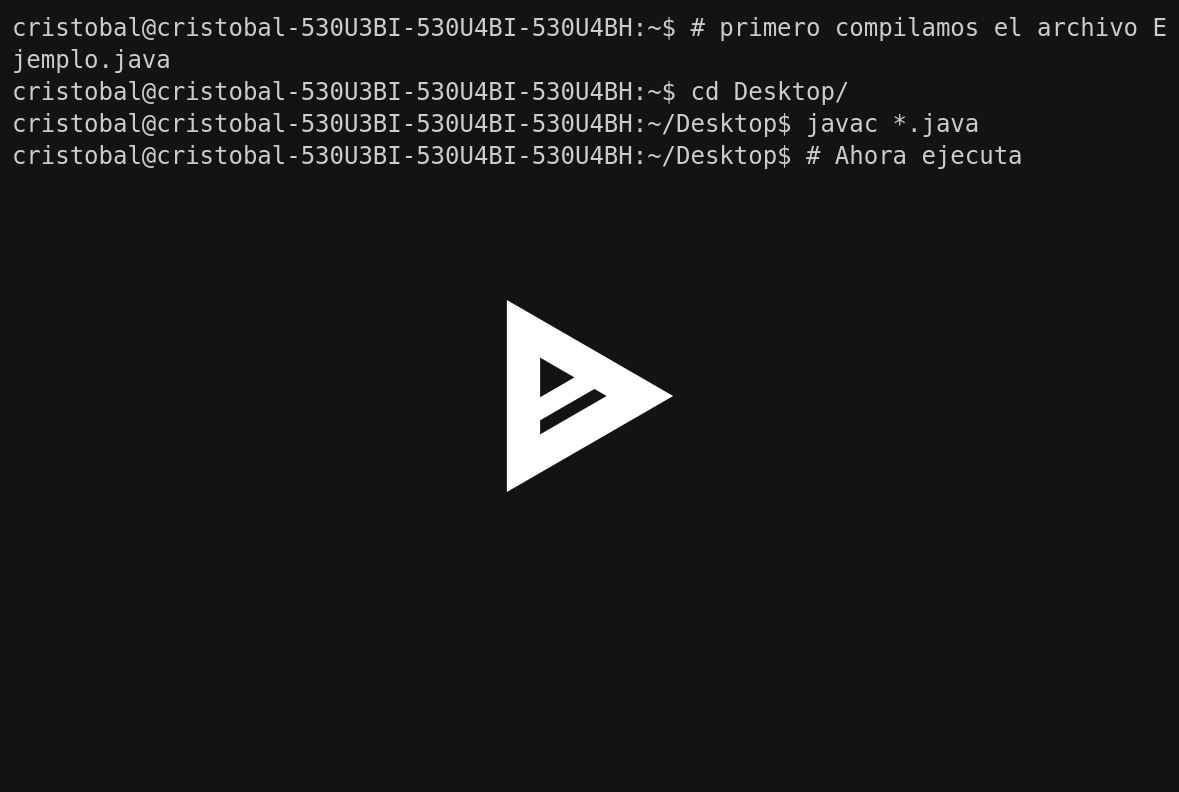 cristobal@cristobal-530U3BI-530U4BI-530U4BH:~$ # primero compilamos el archivo E
jemplo.java
cristobal@cristobal-530U3BI-530U4BI-530U4BH:~$ cd Desktop/
cristobal@cristobal-530U3BI-530U4BI-530U4BH:~/Desktop$ javac *.java
cristobal@cristobal-530U3BI-530U4BI-530U4BH:~/Desktop$ # Ahora ejecuta